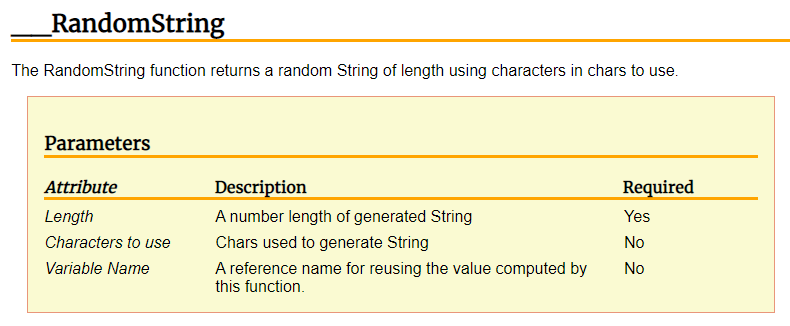 __RandomString
The RandomString function returns a random String of length using characters in chars to use.
Parameters
Attribute Description Required
Length A number length of generated String Yes
Characters to use Chars used to generate String No
Variable Name A reference name for reusing the value computed by No
this function.